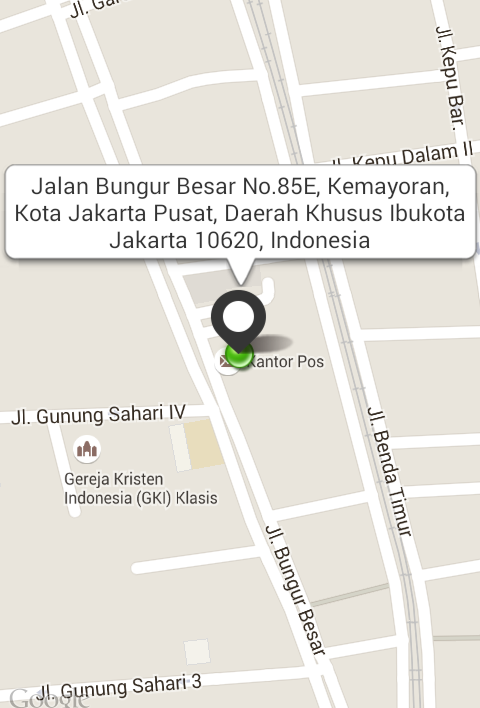 Jl. Kepu Bar.
Jl. Kepu Dalam II
Jalan Bungur Besar No.85E, Kemayoran,
Kota Jakarta Pusat, Daerah Khusus Ibukota
Jakarta 10620, Indonesia
Kantor Pos
Jl. Gunung Sahari IV
Jl. Benda Timur
Gereja Kristen
Indonesia (GKI) Klasis
Jl. Bungur Besar
Jl. Gunung Sahari 3
Google